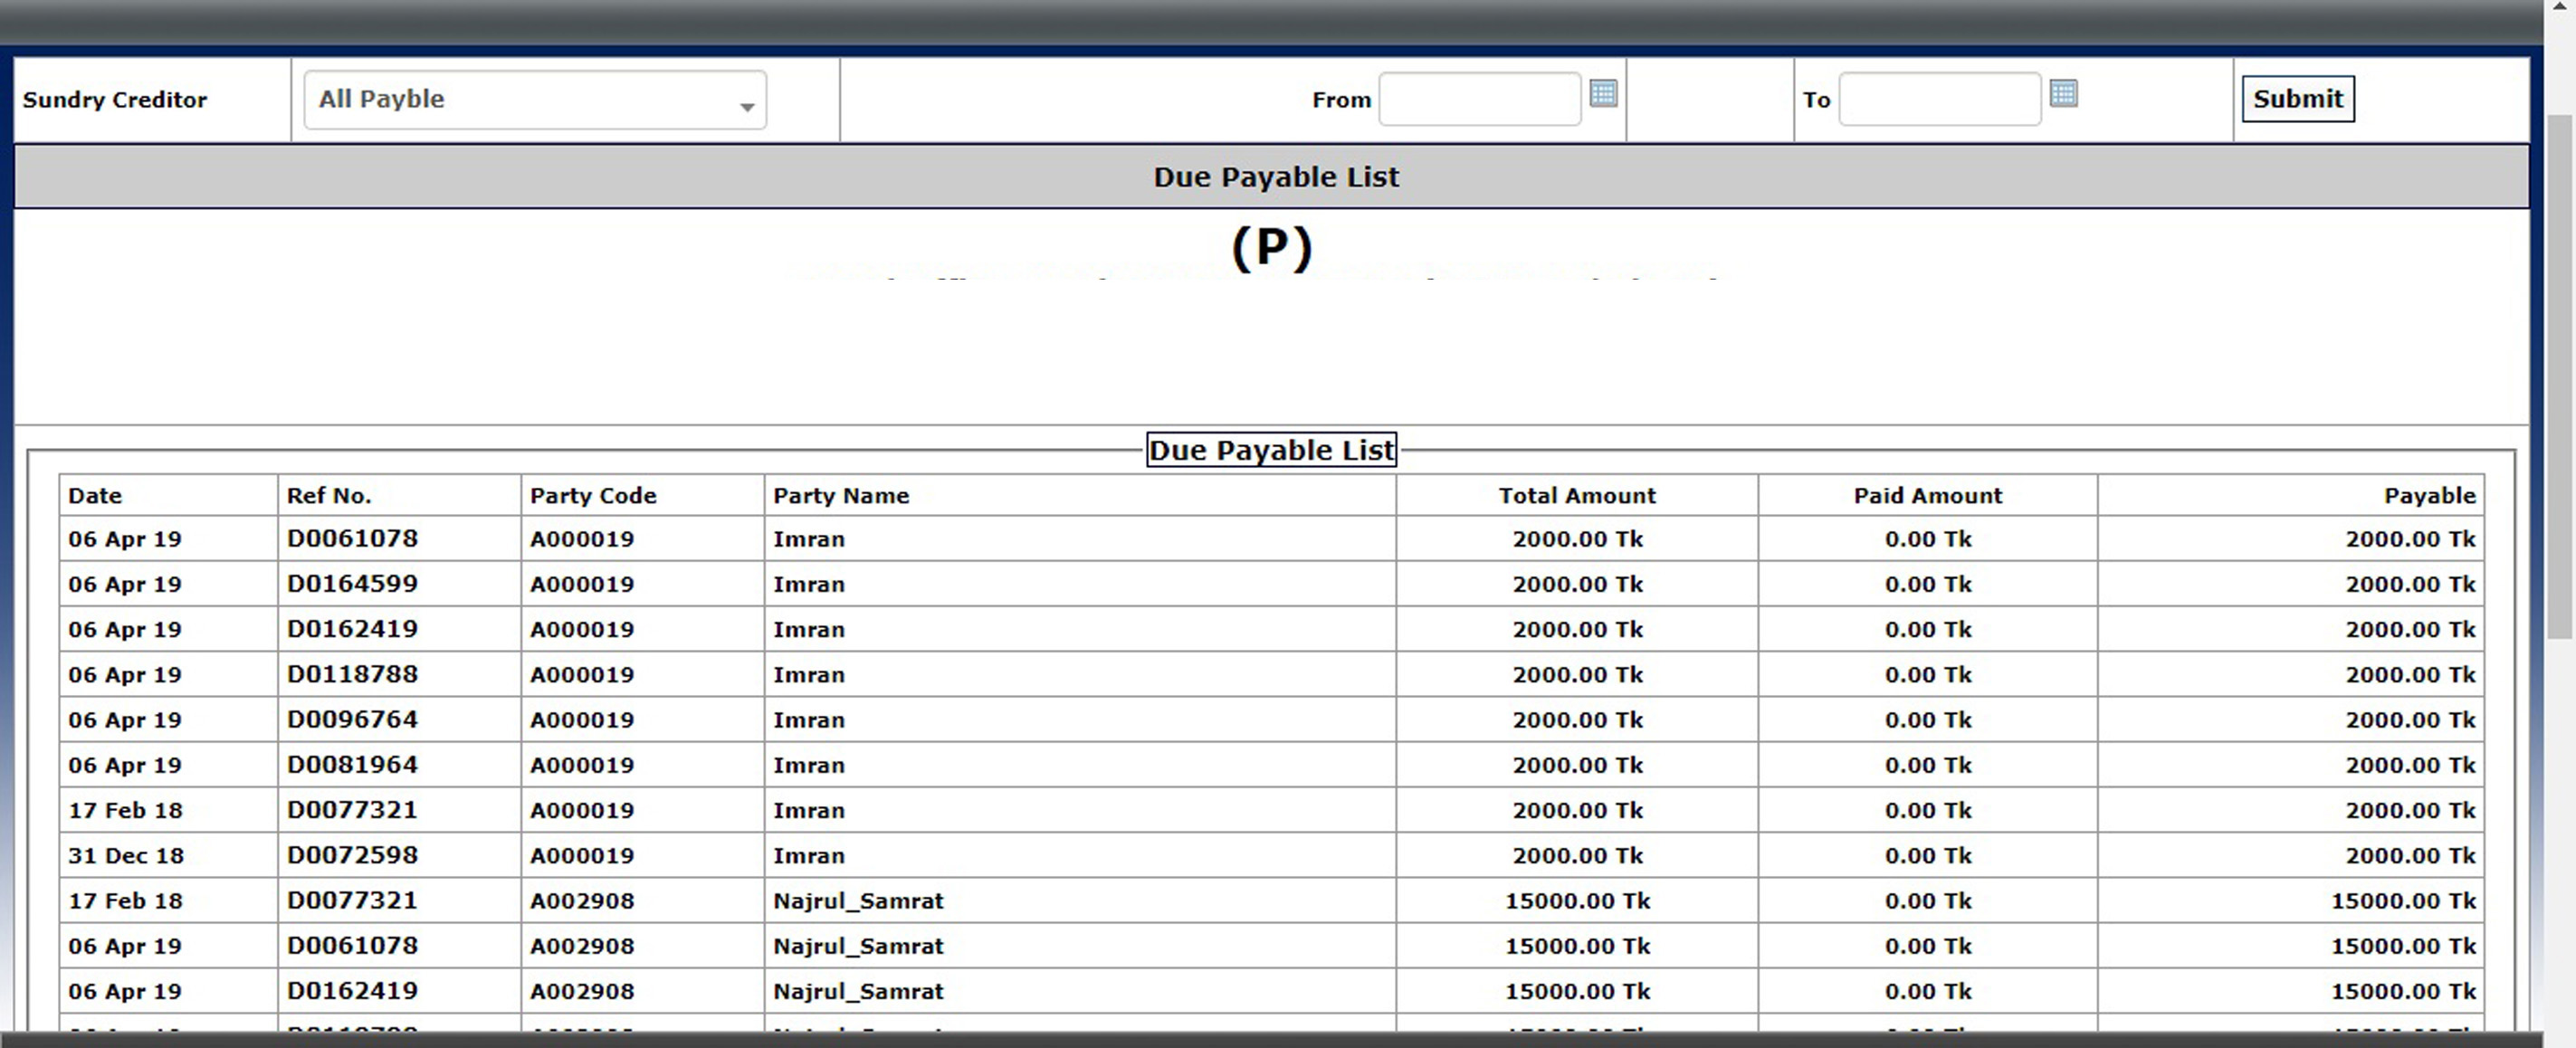 Sundry Creditor All Payble From To Submit
Due Payable List
(P)
Due Payable List
Date Ref No. Party Code Party Name Total Amount Paid Amount Payable
06 Apr 19 D0061078 A000019 Imran 2000.00 Tk 0.00 Tk 2000.00 Tk
06 Apr 19 D0164599 A000019 Imran 2000.00 Tk 0.00 Tk 2000.00 Tk
06 Apr 19 D0162419 A000019 Imran 2000.00 Tk 0.00 Tk 2000.00 Tk
06 Apr 19 D0118788 A000019 Imran 2000.00 Tk 0.00 Tk 2000.00 Tk
06 Apr 19 D0096764 A000019 Imran 2000.00 Tk 0.00 Tk 2000.00 Tk
06 Apr 19 D0081964 A000019 Imran 2000.00 Tk 0.00 Tk 2000.00 Tk
17 Feb 18 D0077321 A000019 Imran 2000.00 Tk 0.00 Tk 2000.00 Tk
31 Dec 18 D0072598 A000019 Imran 2000.00 Tk 0.00 Tk 2000.00 Tk
17 Feb 18 D0077321 A002908 Najrul_Samrat 15000.00 Tk 0.00 Tk 15000.00 Tk
06 Apr 19 D0061078 A002908 Najrul_Samrat 15000.00 Tk 0.00 Tk 15000.00 Tk
06 Apr 19 D0162419 A002908 Najrul_Samrat 15000.00 Tk 0.00 Tk 15000.00 Tk